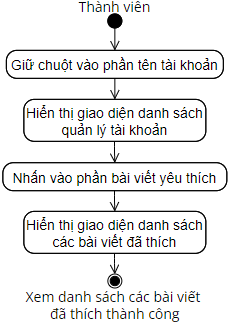 Thành viên
Giữ chuột vào phần tên tài khoản
Hiển thị giao diện danh sách
quản lý tài khoản
Nhấn vào phần bài viết yêu thích
Hiển thị giao diện danh sách
các bài viết đã thích
Xem danh sách các bài viết
đã thích thành công